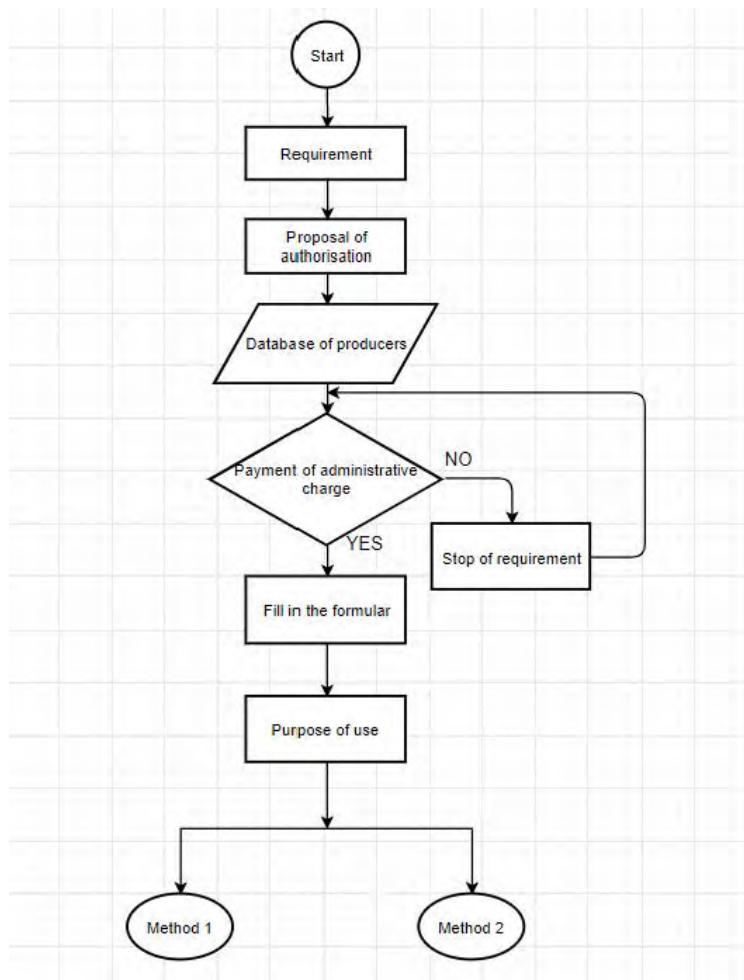 Start
Requirement
Proposal of
authorisation
Database of producers
Payment of administrative
charge
NO
YES
Stop of requirement
Fill in the formular
Purpose of use
Method 1
Method 2